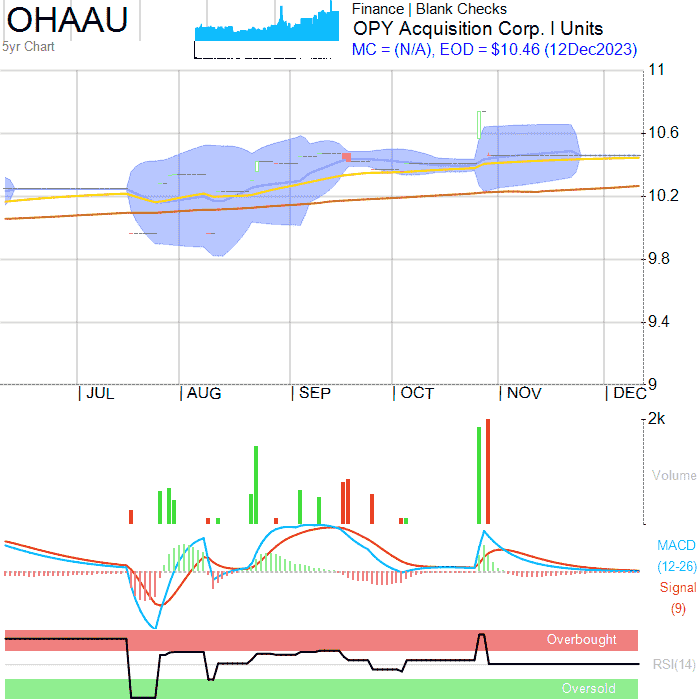 OHAAU
5yr Chart
Finance | Blank Checks
OPY Acquisition Corp. I Units
MC = (N/A), EOD = $10.46 (12Dec2023)
11
10.6
10.2
9.8
9.4
9
| JUL | AUG | SEP | OCT | NOV | DEC
2k
Volume
MACD
(12-26)
Signal
(9)
Overbought
RSI(14)
Oversold